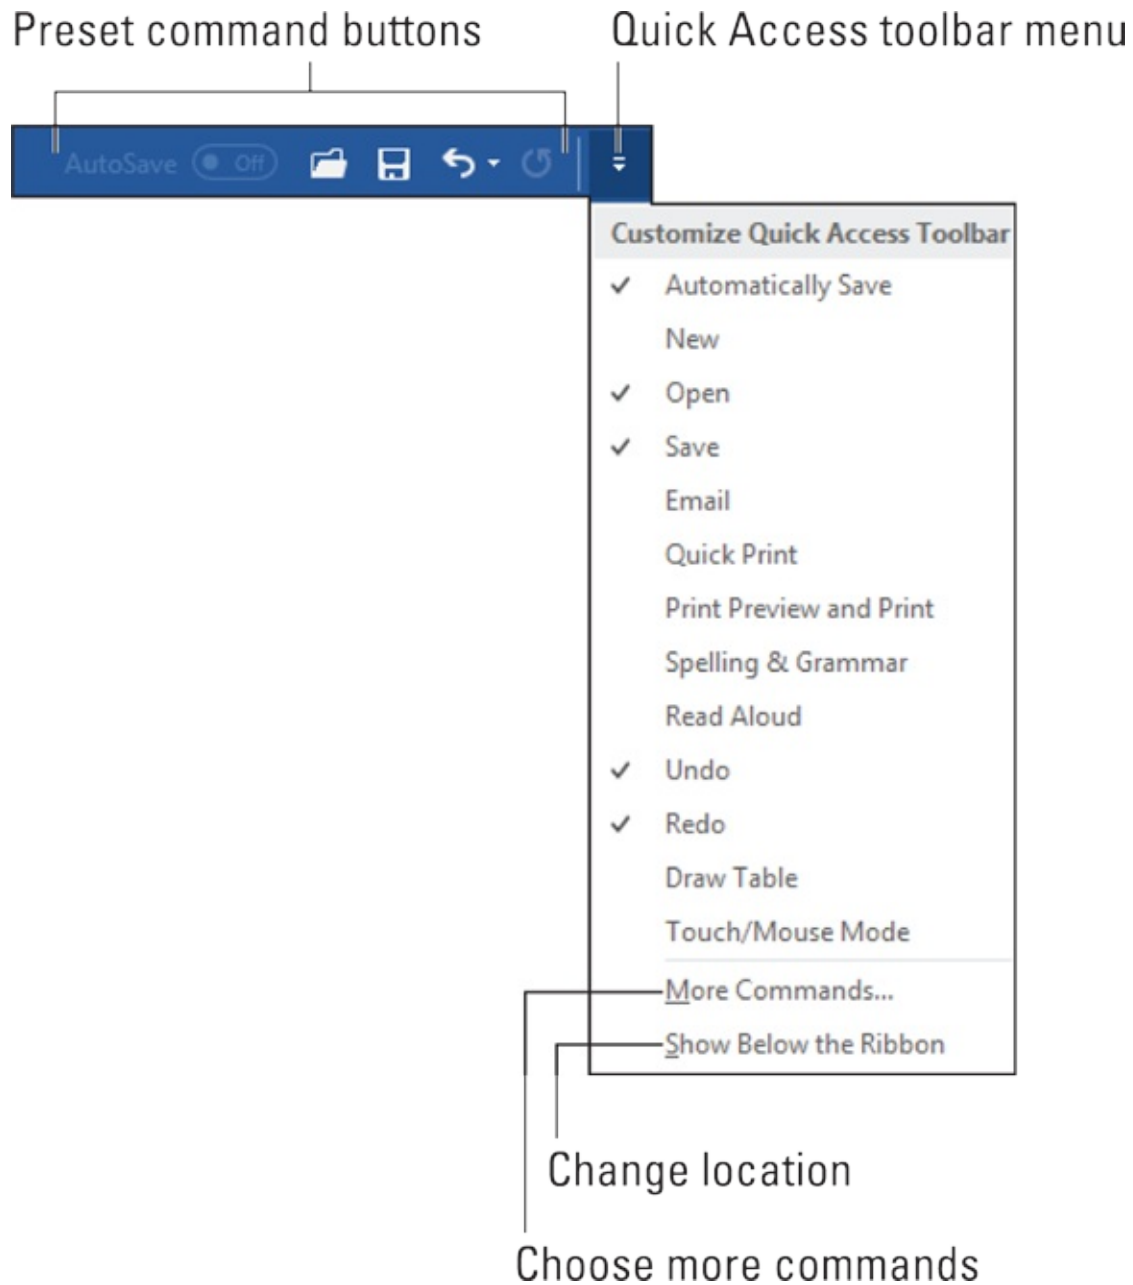 Preset command buttons
Quick Access toolbar menu
AutoSave Off
Customize Quick Access Toolbar
Automatically Save
New
Open
Save
Email
Quick Print
Print Preview and Print
Spelling & Grammar
Read Aloud
Undo
Redo
Draw Table
Touch/Mouse Mode
More Commands...
Show Below the Ribbon
Change location
Choose more commands